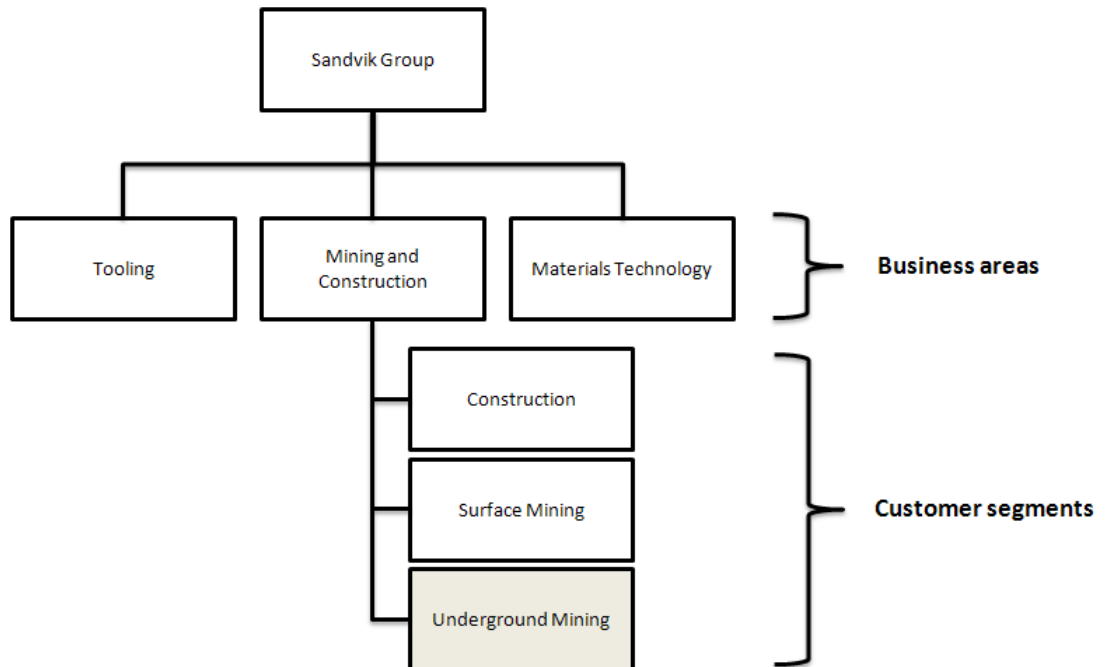 Sandvik Group
Tooling
Mining and
Construction
Materials Technology
Business areas
Construction
Surface Mining
Customer segments
Underground Mining